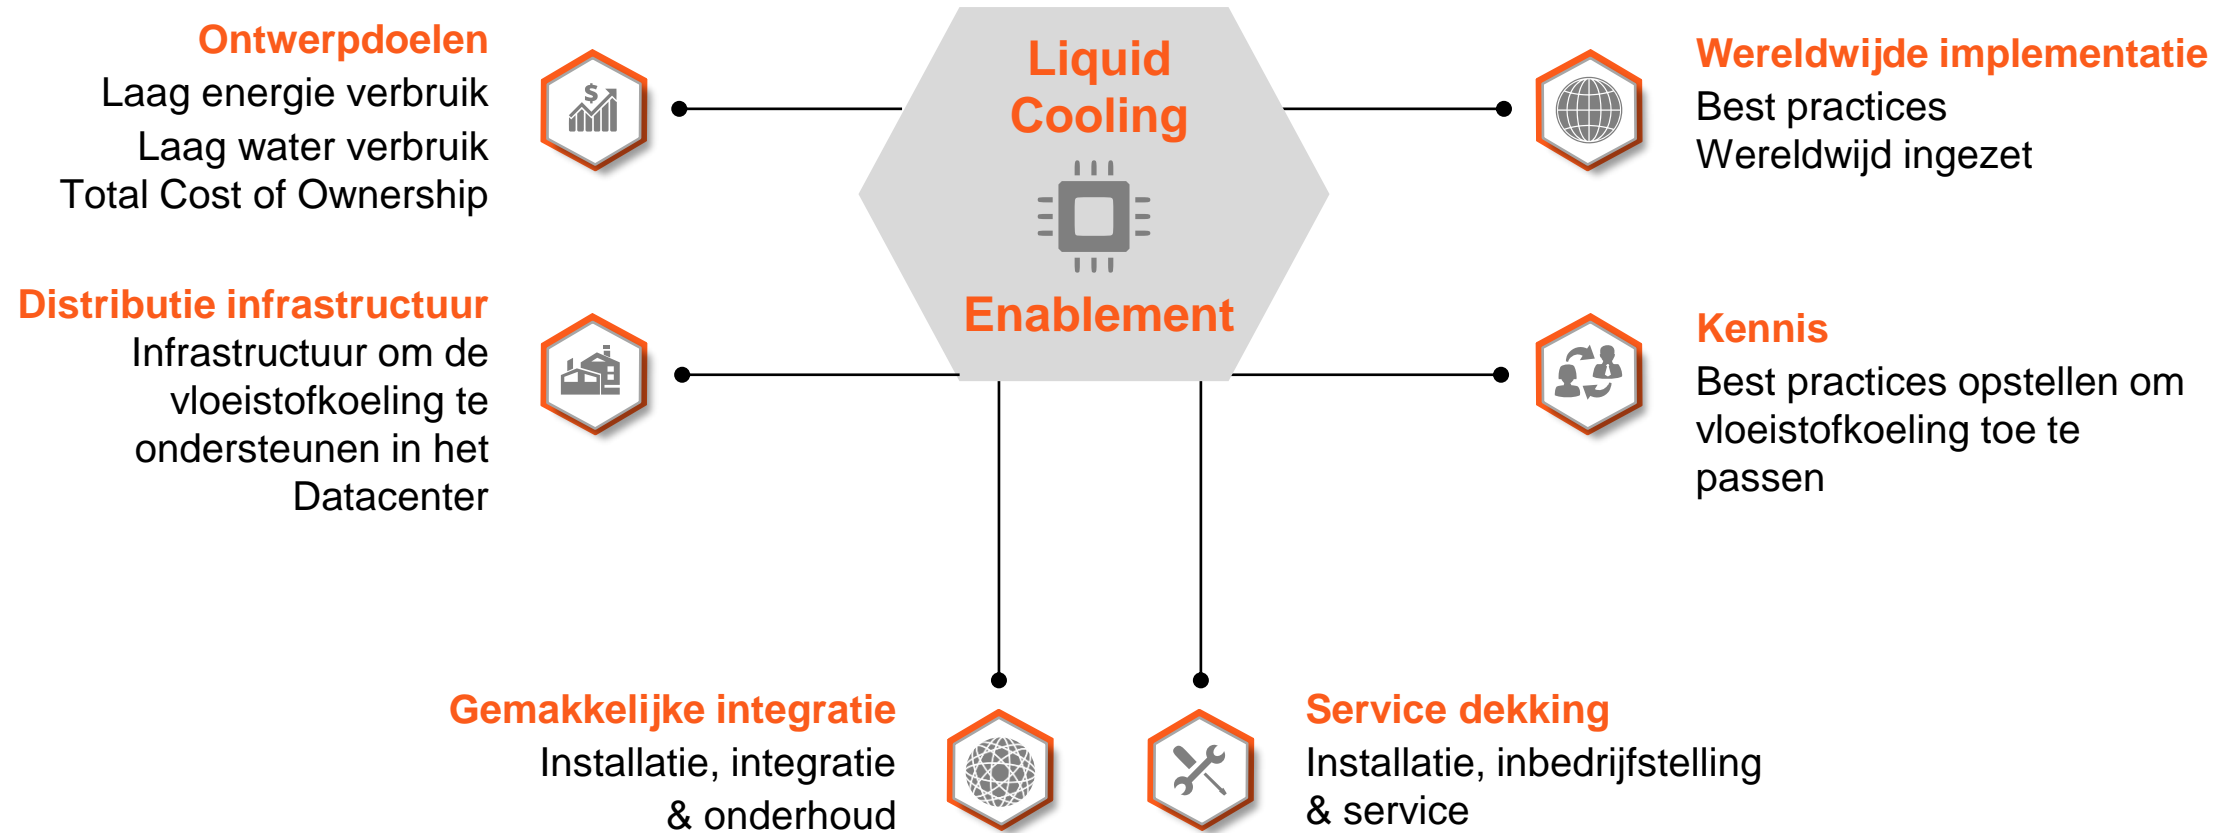 Liquid
Cooling
Enablement
Ontwerpdoelen
Laag energie verbruik
Laag water verbruik
Total Cost of Ownership
Distributie infrastructuur
Infrastructuur om de
vloeistofkoeling te
ondersteunen in het
Datacenter
Gemakkelijke integratie
Installatie, integratie
& onderhoud
Service dekking
Installatie, inbedrijfstelling
& service
Wereldwijde implementatie
Best practices
Wereldwijd ingezet
Kennis
Best practices opstellen om
vloeistofkoeling toe te
passen
$